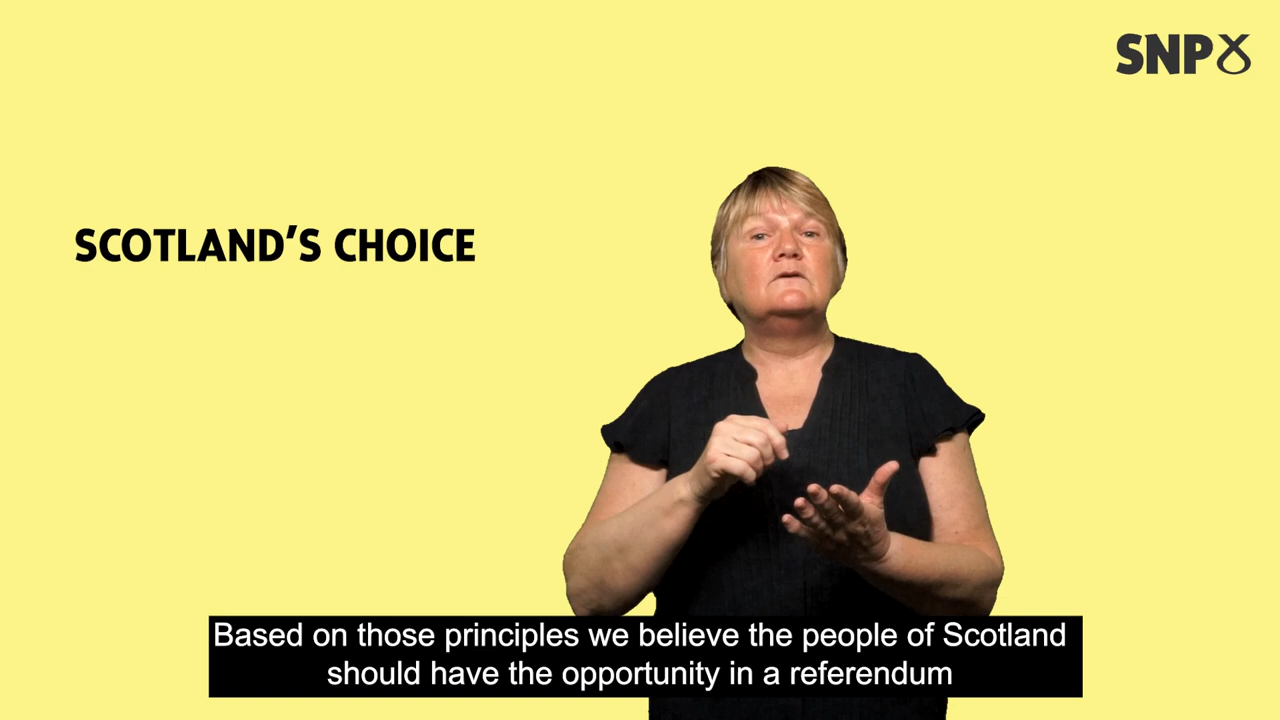 SNP
SCOTLAND'S CHOICE
Based on those principles we believe the people of Scotland
should have the opportunity in a referendum